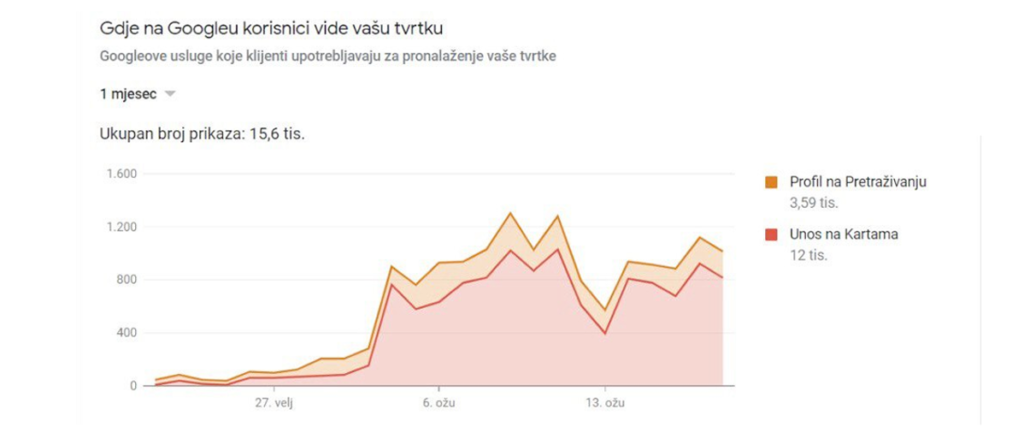 Gdje na Googleu korisnici vide vašu tvrtku
Googleove usluge koje klijenti upotrebljavaju za pronalaženje vaše tvrtke
1 mjesec
Ukupan broj prikaza: 15,6 tis.
1.600
1.200
800
400
0
27. velj
6. ožu
13. ožu
Profil na Pretraživanju
3,59 tis.
Unos na Kartama
12 tis.